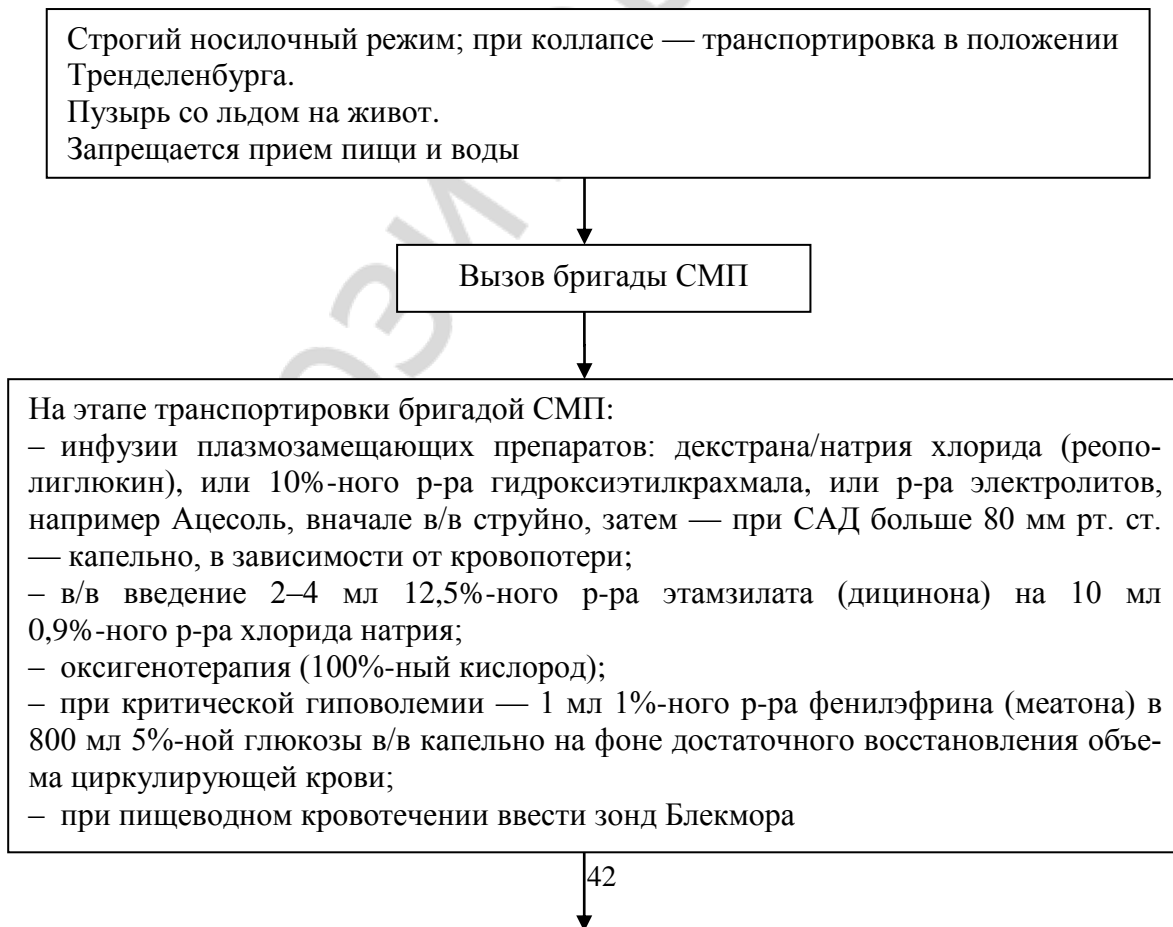 Строгий носилочный режим; при коллапсе — транспортировка в положении
Тренделенбурга.
Пузырь со льдом на живот.
Запрещается прием пищи и воды
Вызов бригады СМП
На этапе транспортировки бригадой СМП:
– инфузии плазмозамещающих препаратов: декстрана/натрия хлорида (реопо-
лиглюкин), или 10%-ного р-ра гидроксиэтилкрахмала, или р-ра электролитов,
например Ацесоль, вначале в/в струйно, затем — при САД больше 80 мм рт. ст.
— капельно, в зависимости от кровопотери;
– в/в введение 2–4 мл 12,5%-ного р-ра этамзилата (дицинона) на 10 мл
0,9%-ного р-ра хлорида натрия;
– оксигенотерапия (100%-ный кислород);
– при критической гиповолемии — 1 мл 1%-ного р-ра фенилэфрина (меатона) в
800 мл 5%-ной глюкозы в/в капельно на фоне достаточного восстановления объе-
ма циркулирующей крови;
– при пищеводном кровотечении ввести зонд Блекмора
42